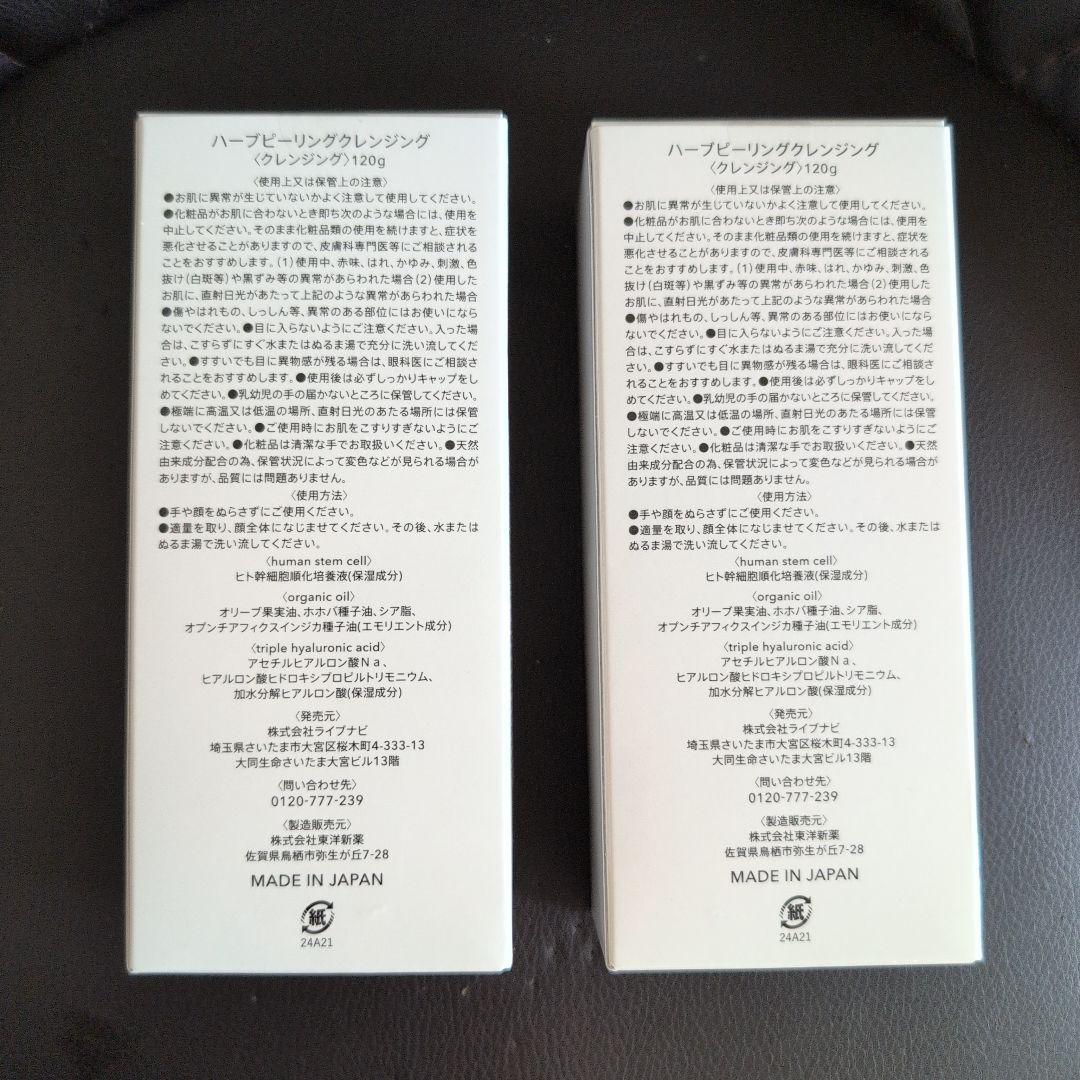 ハーブピーリングクレンジング
〈クレンジング〉120g
〈使用上又は保管上の注意〉
●お肌に異常が生じていないかよく注意して使用してください。
●化粧品がお肌に合わないとき即ち次のような場合には、使用を
中止してください。そのまま化粧品類の使用を続けますと、症状を
悪化させることがありますので、皮膚科専門医等にご相談される
ことをおすすめします。(1)使用中、赤味、はれ、かゆみ、刺激、色
抜け(白斑等)や黒ずみ等の異常があらわれた場合(2)使用した
お肌に、直射日光があたって上記のような異常があらわれた場合
●傷やはれもの、しっしん等、異常のある部位にはお使いになら
ないでください。●目に入らないようにご注意ください。入った場
合は、こすらずにすぐ水またはぬるま湯で充分に洗い流してくだ
さい。●すすいでも目に異物感が残る場合は、眼科医にご相談さ
れることをおすすめします。●使用後は必ずしっかりキャップをし
めてください。●乳幼児の手の届かないところに保管してください。
●極端に高温又は低温の場所、直射日光のあたる場所には保管
しないでください。●ご使用時にお肌をこすりすぎないようにご
注意ください。●化粧品は清潔な手でお取扱いください。●天然
由来成分配合の為、保管状況によって変色などが見られる場合が
ありますが、品質には問題ありません。
〈使用方法〉
●手や顔をぬらさずにご使用ください。
●適量を取り、顔全体になじませてください。その後、水または
ぬるま湯で洗い流してください。
〈human stem cell〉
ヒト幹細胞順化培養液(保湿成分)
〈organic oil〉
オリーブ果実油、ホホバ種子油、シア脂、
オプンチアフィクスインジカ種子油(エモリエント成分)
〈triple hyaluronic acid〉
アセチルヒアルロン酸Na、
ヒアルロン酸ヒドロキシプロピルトリモニウム、
加水分解ヒアルロン酸(保湿成分)
〈発売元〉
株式会社ライブナビ
埼玉県さいたま市大宮区桜木町4-333-13
大同生命さいたま大宮ビル13階
〈問い合わせ先〉
0120-777-239
〈製造販売元〉
株式会社東洋新薬
佐賀県鳥栖市弥生が丘7-28
MADE IN JAPAN
紙
24A21
ハーブピーリングクレンジング
〈クレンジング〉120g
〈使用上又は保管上の注意〉
●お肌に異常が生じていないかよく注意して使用してください。
●化粧品がお肌に合わないとき即ち次のような場合には、使用を
中止してください。そのまま化粧品類の使用を続けますと、症状を
悪化させることがありますので、皮膚科専門医等にご相談される
ことをおすすめします。(1)使用中、赤味、はれ、かゆみ、刺激、色
抜け(白斑等)や黒ずみ等の異常があらわれた場合(2)使用した
お肌に、直射日光があたって上記のような異常があらわれた場合
●傷やはれもの、しっしん等、異常のある部位にはお使いになら
ないでください。●目に入らないようにご注意ください。入った場
合は、こすらずにすぐ水またはぬるま湯で充分に洗い流してくだ
さい。●すすいでも目に異物感が残る場合は、眼科医にご相談さ
れることをおすすめします。●使用後は必ずしっかりキャップをし
めてください。●乳幼児の手の届かないところに保管してください。
●極端に高温又は低温の場所、直射日光のあたる場所には保管
しないでください。●ご使用時にお肌をこすりすぎないようにご
注意ください。●化粧品は清潔な手でお取扱いください。●天然
由来成分配合の為、保管状況によって変色などが見られる場合が
ありますが、品質には問題ありません。
〈使用方法〉
●手や顔をぬらさずにご使用ください。
●適量を取り、顔全体になじませてください。その後、水または
ぬるま湯で洗い流してください。
〈human stem cell〉
ヒト幹細胞順化培養液(保湿成分)
〈organic oil〉
オリーブ果実油、ホホバ種子油、シア脂、
オプンチアフィクスインジカ種子油(エモリエント成分)
〈triple hyaluronic acid〉
アセチルヒアルロン酸Na、
ヒアルロン酸ヒドロキシプロピルトリモニウム、
加水分解ヒアルロン酸(保湿成分)
〈発売元〉
株式会社ライブナビ
埼玉県さいたま市大宮区桜木町4-333-13
大同生命さいたま大宮ビル13階
〈問い合わせ先〉
0120-777-239
〈製造販売元〉
株式会社東洋新薬
佐賀県鳥栖市弥生が丘7-28
MADE IN JAPAN
紙
24A21